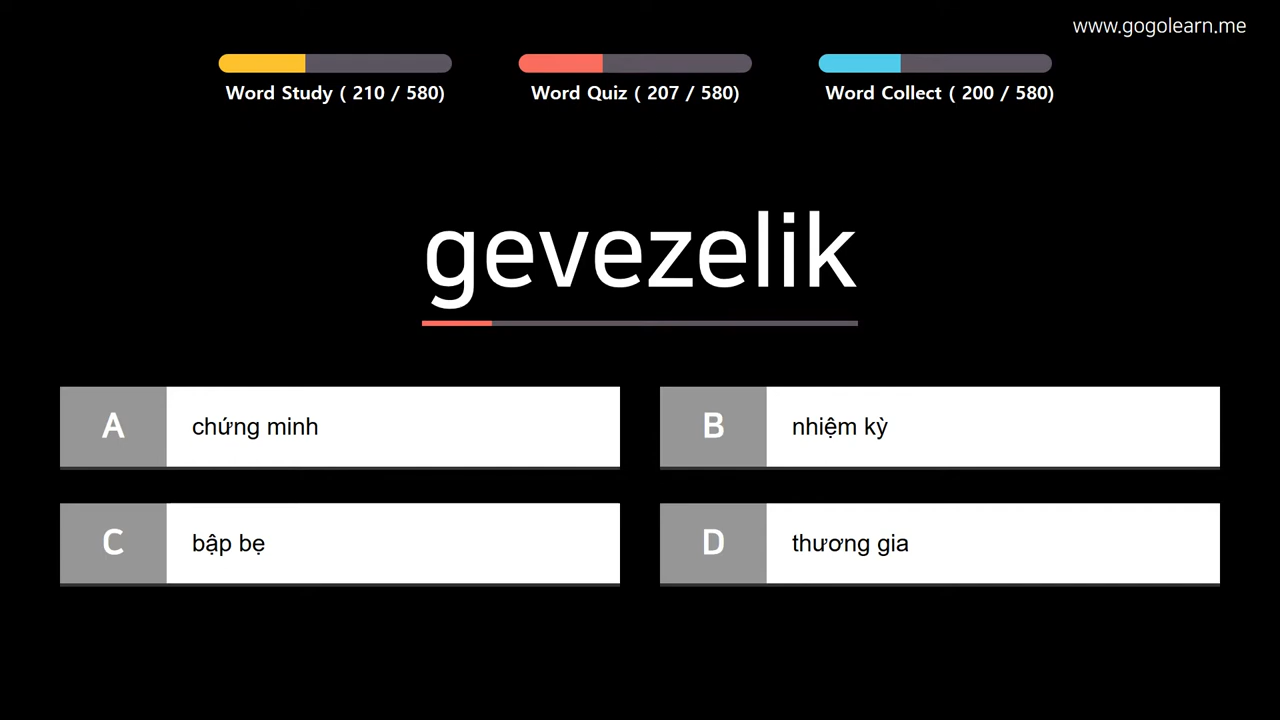 www.gogolearn.me
Word Study ( 210 / 580)
Word Quiz ( 207 / 580)
Word Collect ( 200 / 580)
gevezelik
A chứng minh
B nhiệm kỳ
C bập bẹ
D thương gia